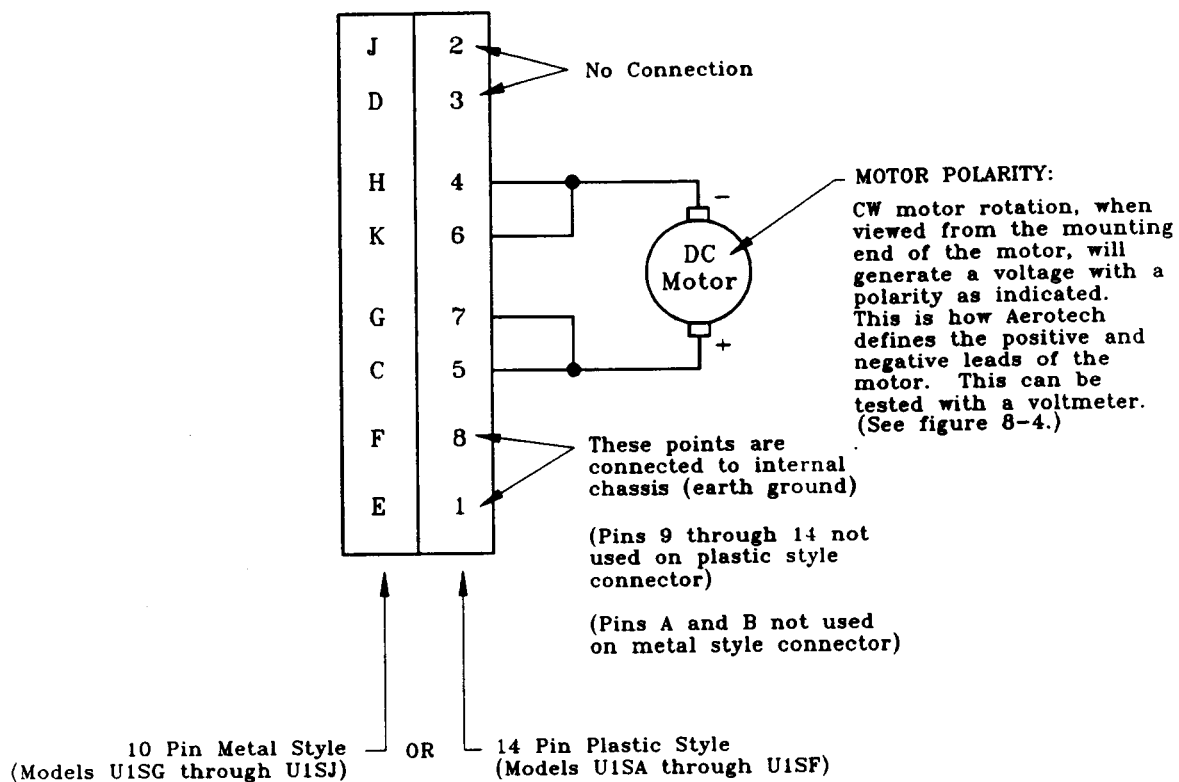 J 2
No Connection
D 3
H 4
K 6
G 7
C 5
F 8
E 1
−
DC
Motor
+
MOTOR POLARITY:
CW motor rotation, when
viewed from the mounting
end of the motor, will
generate a voltage with a
polarity as indicated.
This is how Aerotech
defines the positive and
negative leads of the
motor. This can be
tested with a voltmeter.
(See figure 8-4.)
These points are
connected to internal
chassis (earth ground)
(Pins 9 through 14 not
used on plastic style
connector)
(Pins A and B not used
on metal style connector)
10 Pin Metal Style
(Models U1SG through U1SJ)
OR
14 Pin Plastic Style
(Models U1SA through U1SF)